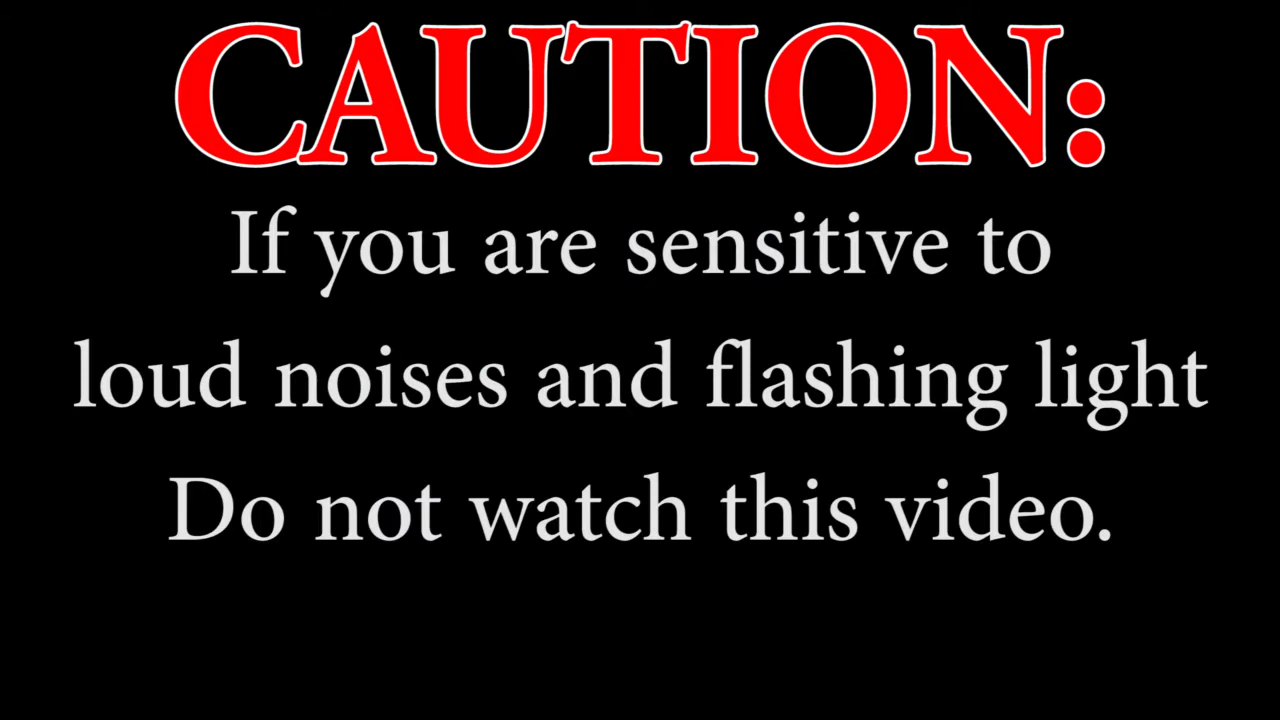 CAUTION:
If you are sensitive to
loud noises and flashing light
Do not watch this video.